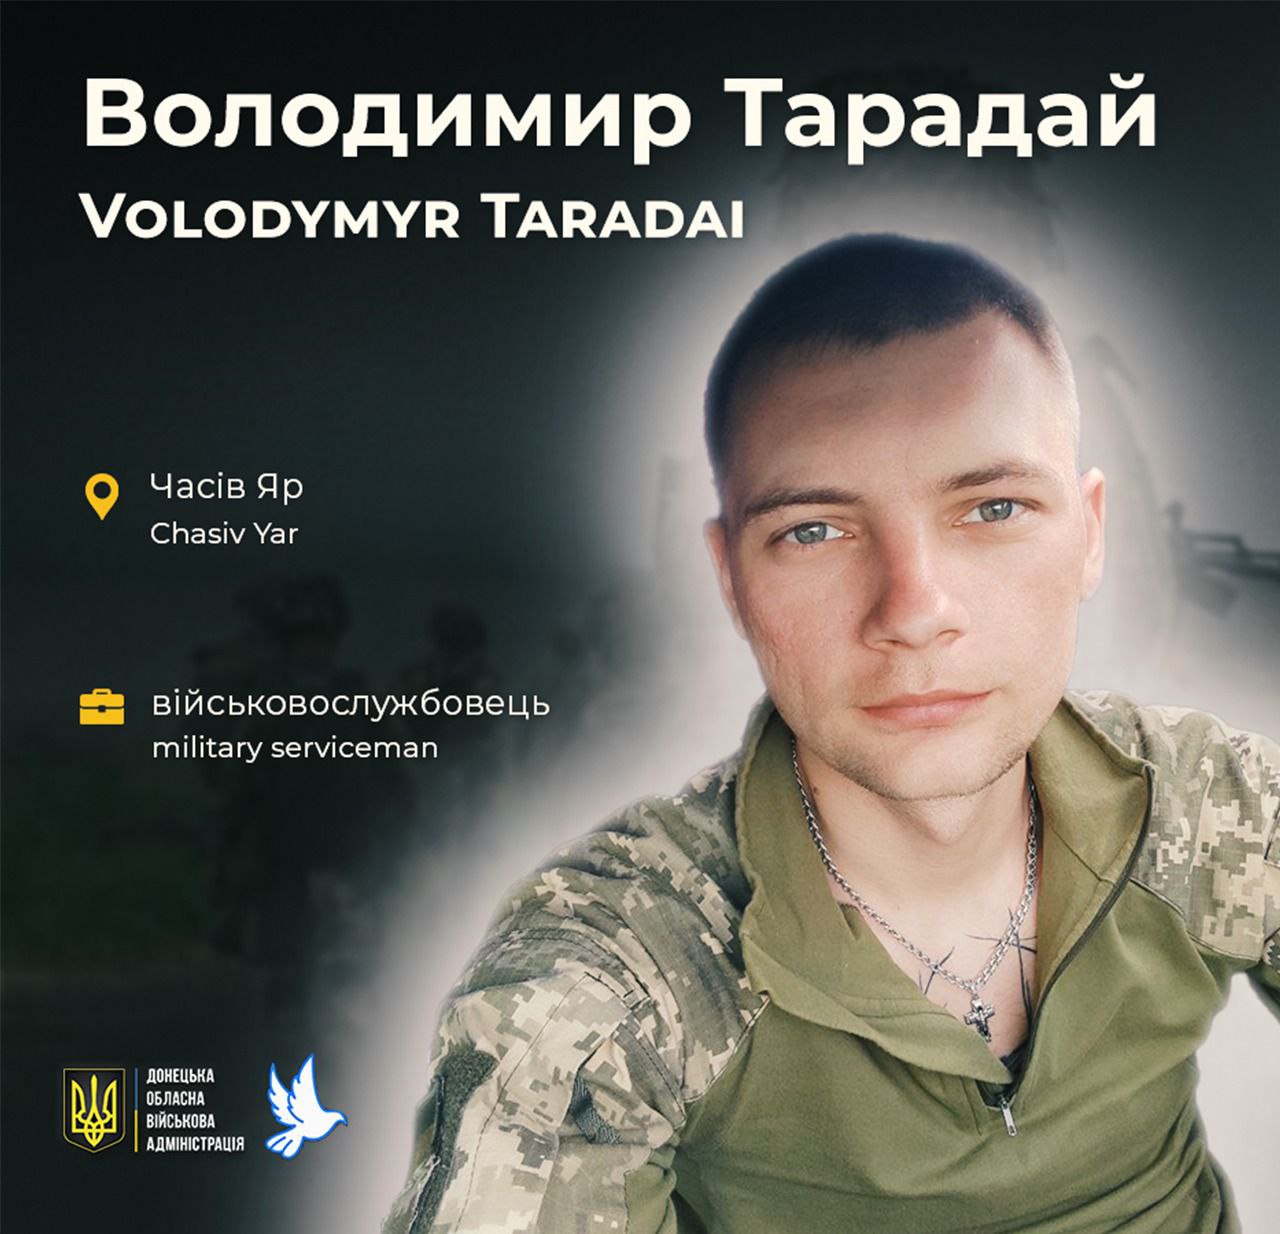 Володимир Тарадай
VOLODYMYR TARADAI
Часів Яр
Chasiv Yar
військовослужбовець
military serviceman
ДОНЕЦЬКА
ОБЛАСНА
ВІЙСЬКОВА
АДМІНІСТРАЦІЯ